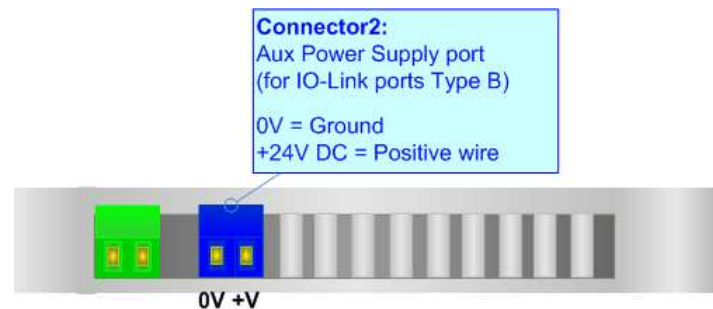 Connector2:
Aux Power Supply port
(for IO-Link ports Type B)
0V = Ground
+24V DC = Positive wire
0V +V